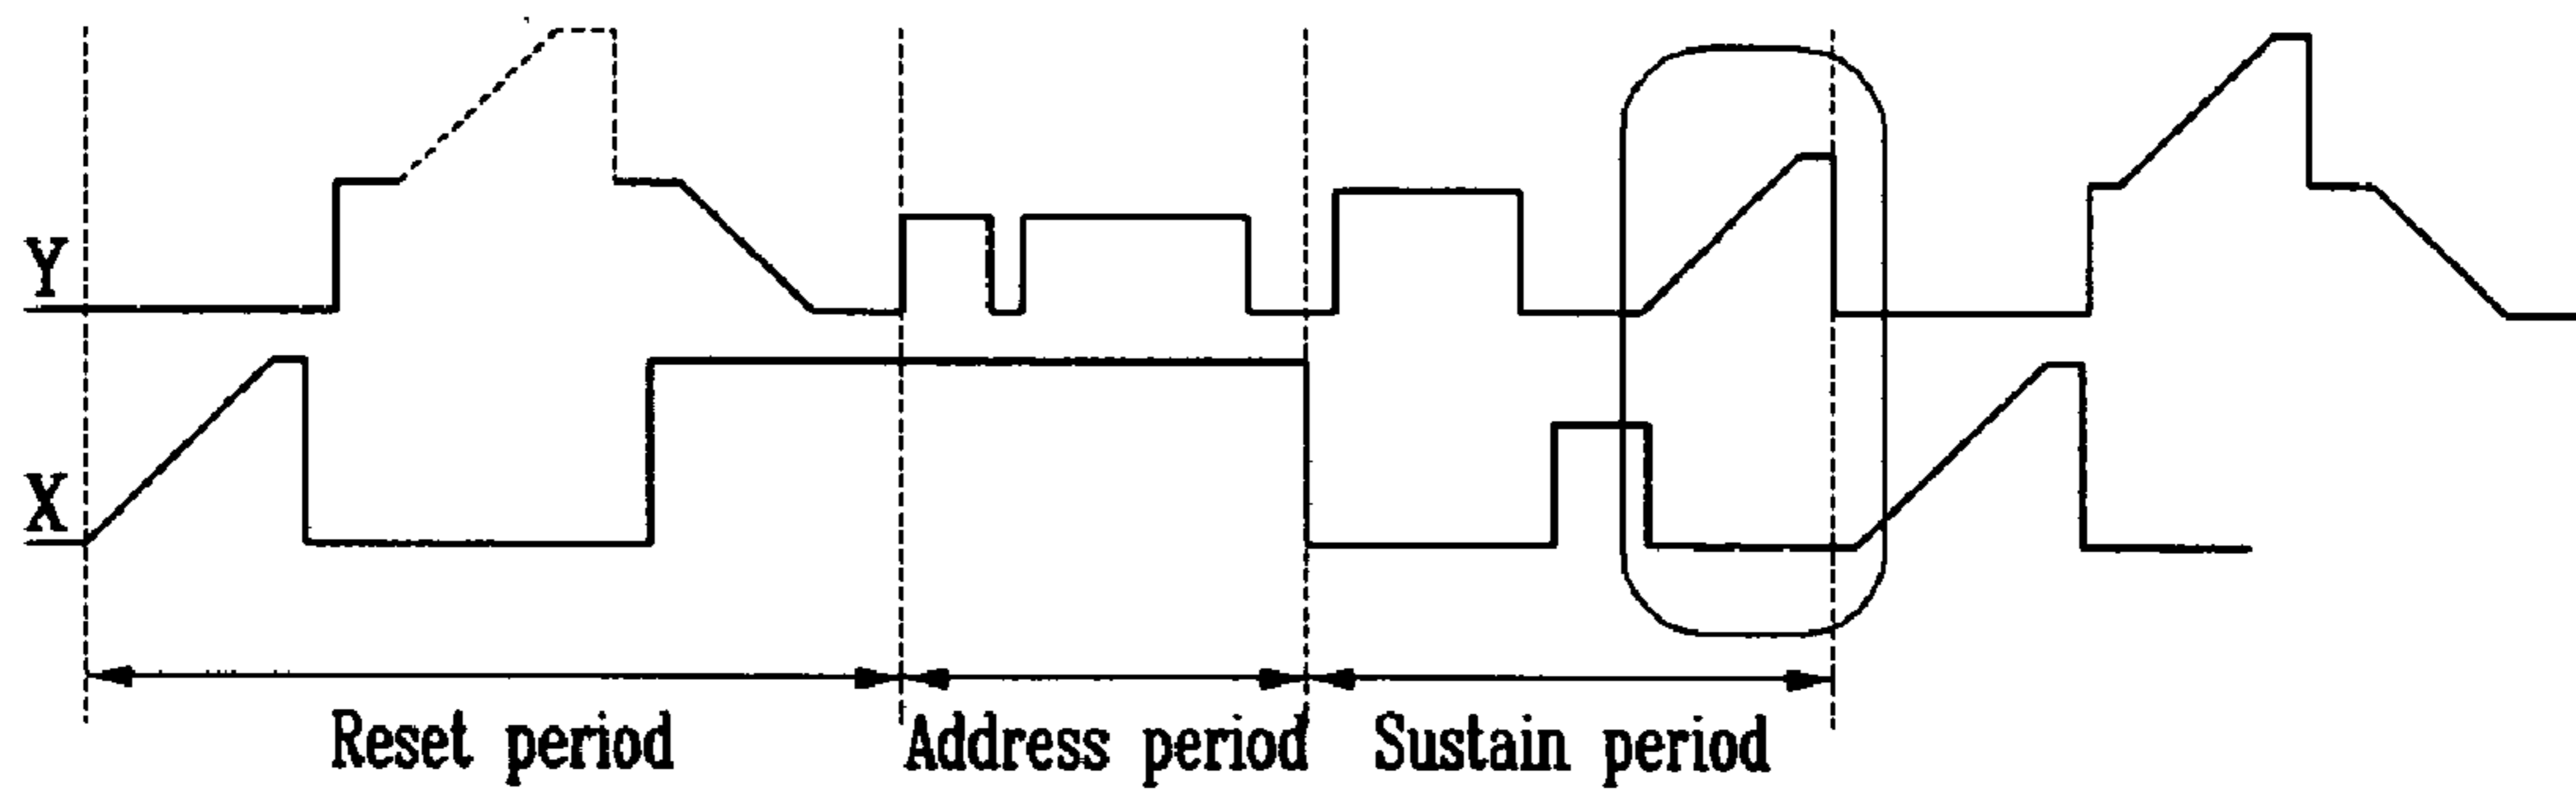 Y
X
Reset period
Address period
Sustain period